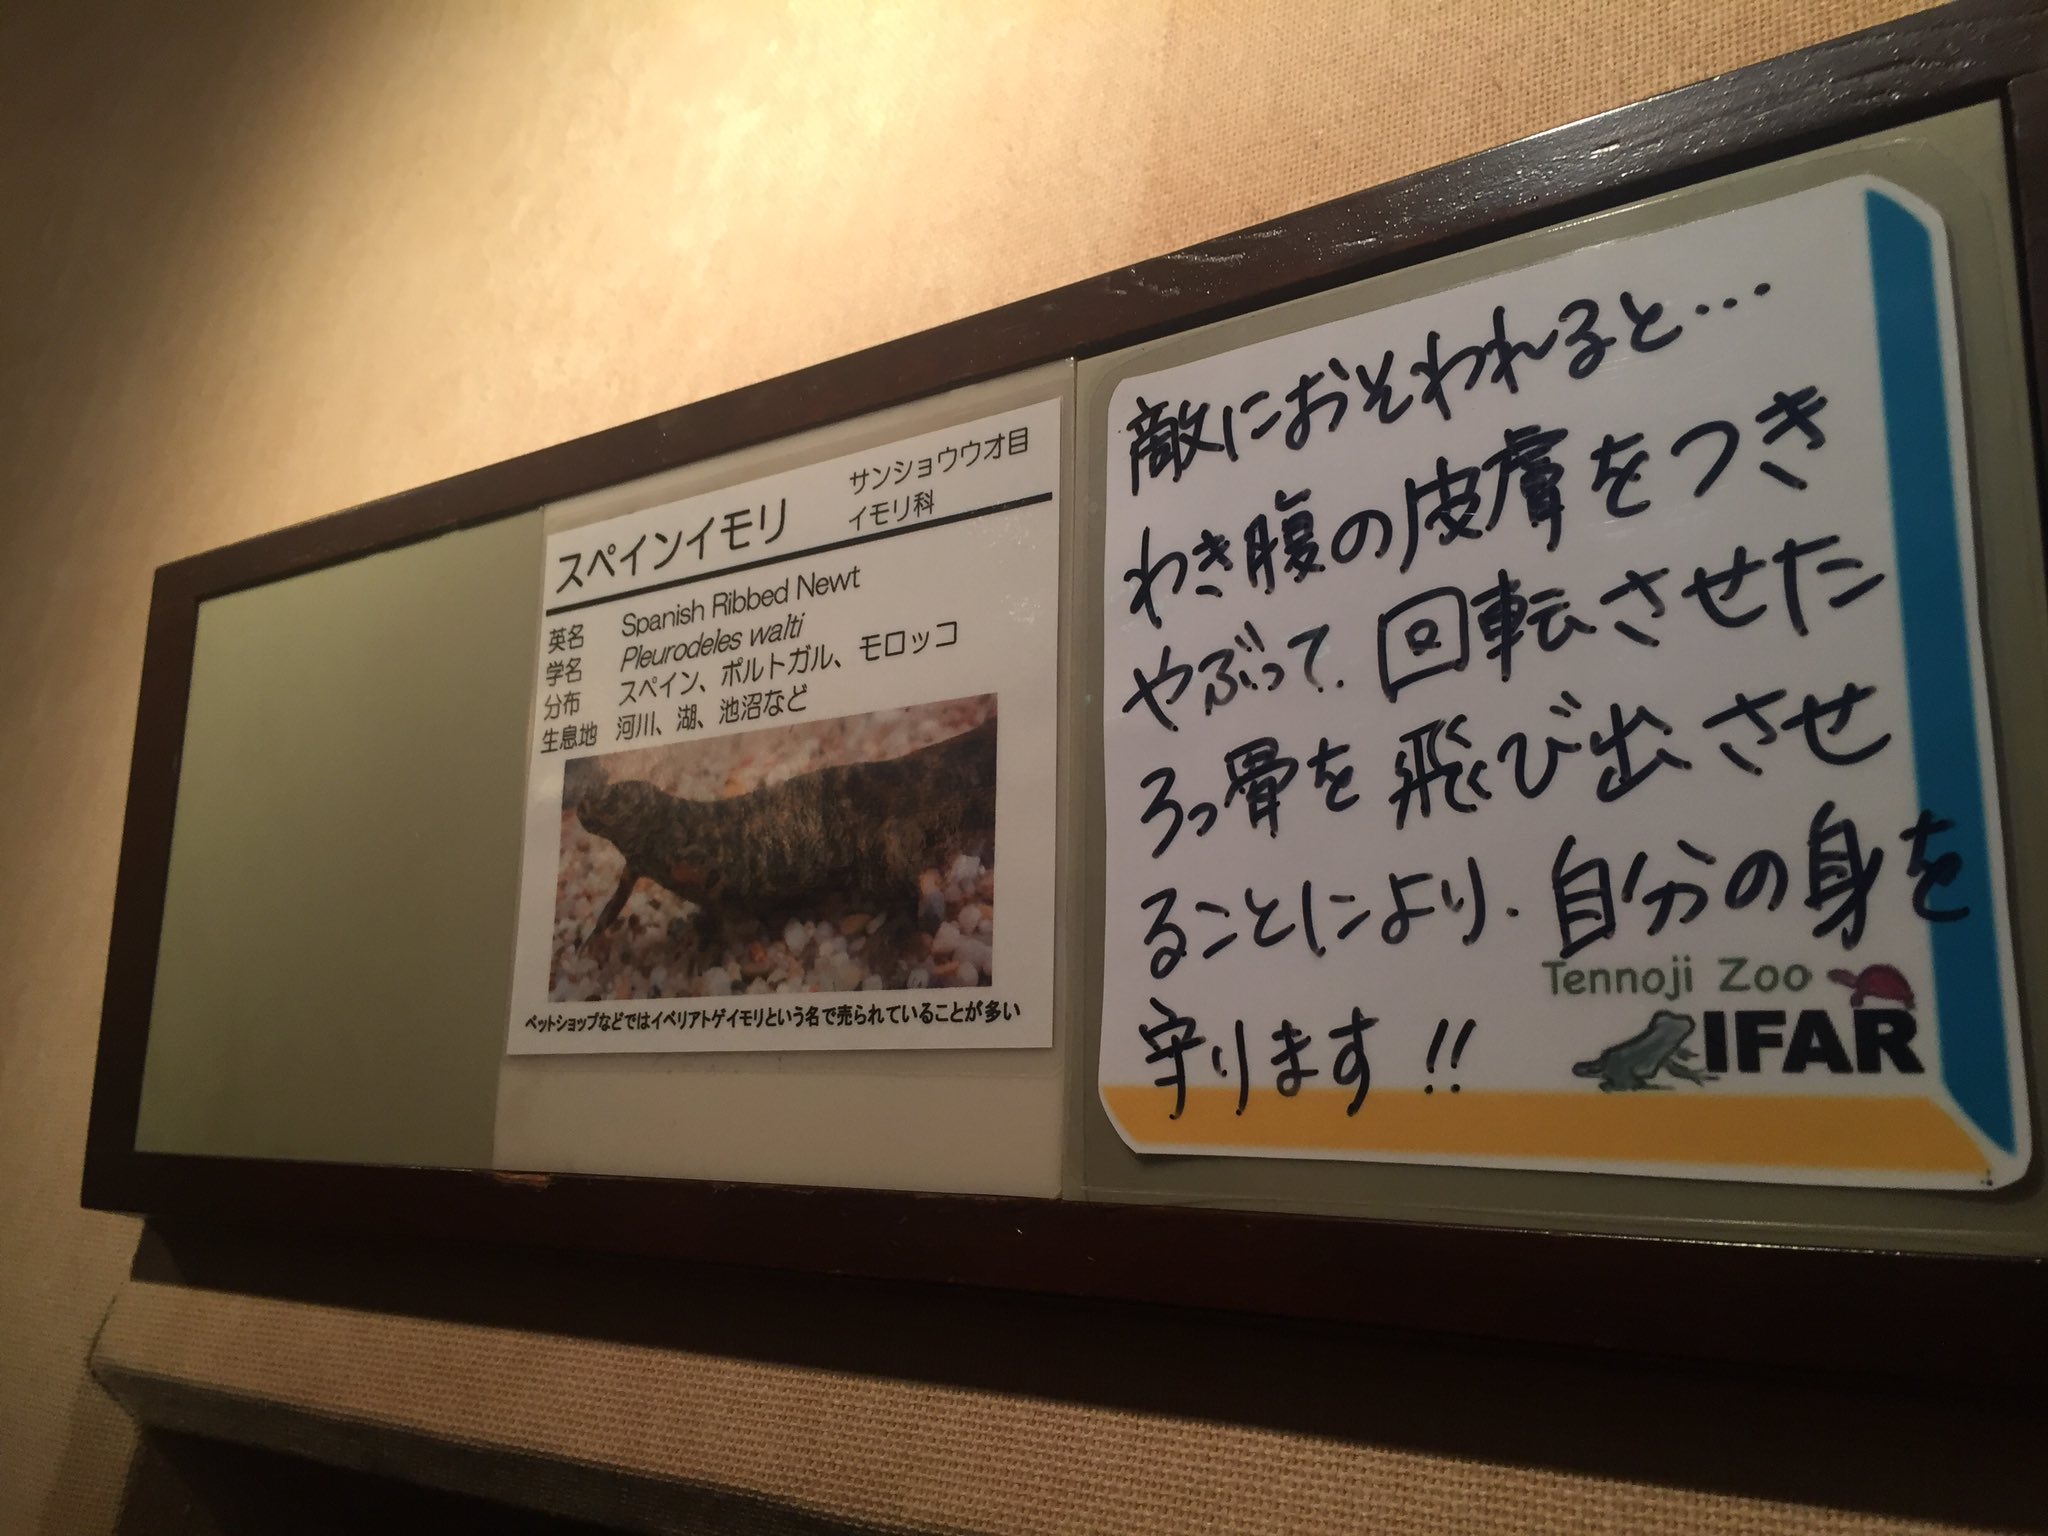 スペインイモリ
サンショウウオ目
イモリ科
英名 Spanish Ribbed Newt
学名 Pleurodeles waltl
分布 スペイン、ポルトガル、モロッコ
生息地 河川、湖、池沼など
ペットショップなどではイベリアトゲイモリという名で売られていることが多い
敵におそわれると…
わき腹の皮膚をつき
やぶって、回転させた
ろっ骨を飛び出させ
ることにより、自分の身を
守ります!!
Tennoji Zoo
IFAR